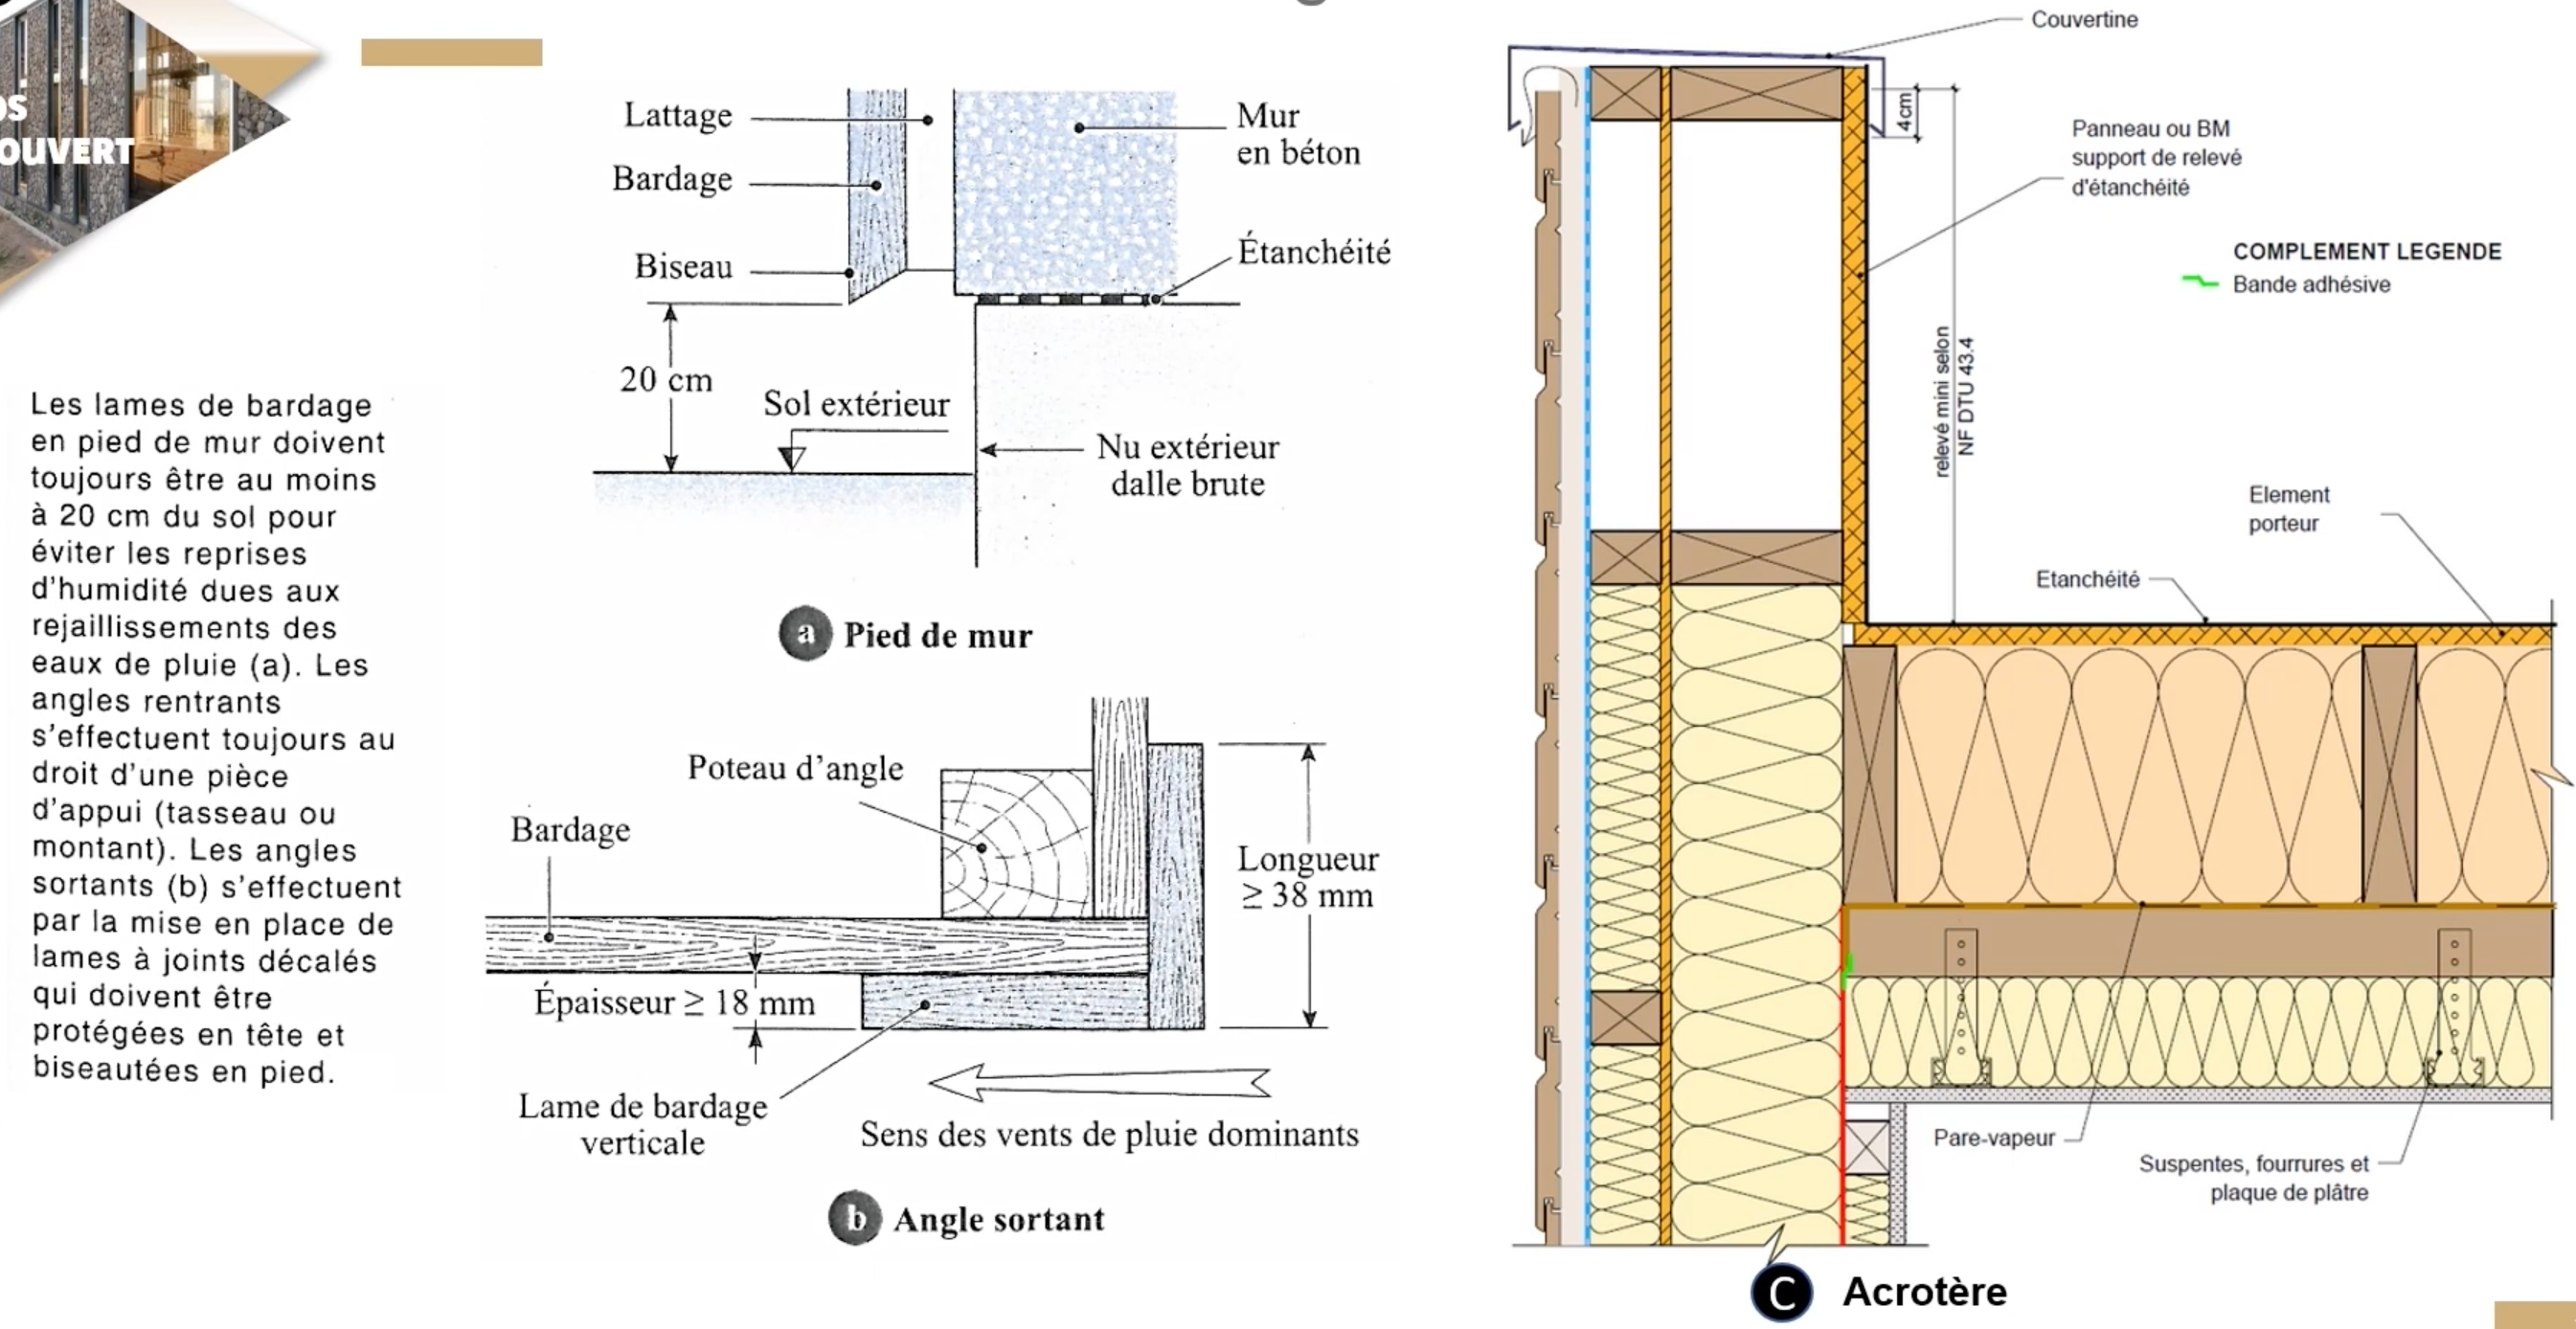 OS
OUVERT
Les lames de bardage
en pied de mur doivent
toujours être au moins
à 20 cm du sol pour
éviter les reprises
d'humidité dues aux
rejaillissements des
eaux de pluie (a). Les
angles rentrants
s'effectuent toujours au
droit d'une pièce
d'appui (tasseau ou
montant). Les angles
sortants (b) s'effectuent
par la mise en place de
lames à joints décalés
qui doivent être
protégées en tête et
biseautées en pied.
Lattage
Bardage
Biseau
Mur
en béton
Étanchéité
20 cm
Sol extérieur
Nu extérieur
dalle brute
a Pied de mur
Poteau d'angle
Bardage
Longueur
≥ 38 mm
Épaisseur ≥ 18 mm
Lame de bardage
verticale
Sens des vents de pluie dominants
b Angle sortant
Couvertine
4cm
Panneau ou BM
support de relevé
d'étanchéité
COMPLEMENT LEGENDE
Bande adhésive
relevé mini selon
NF DTU 43.4
Element
porteur
Etanchéité
Pare-vapeur
Suspentes, fourrures et
plaque de plâtre
C Acrotère